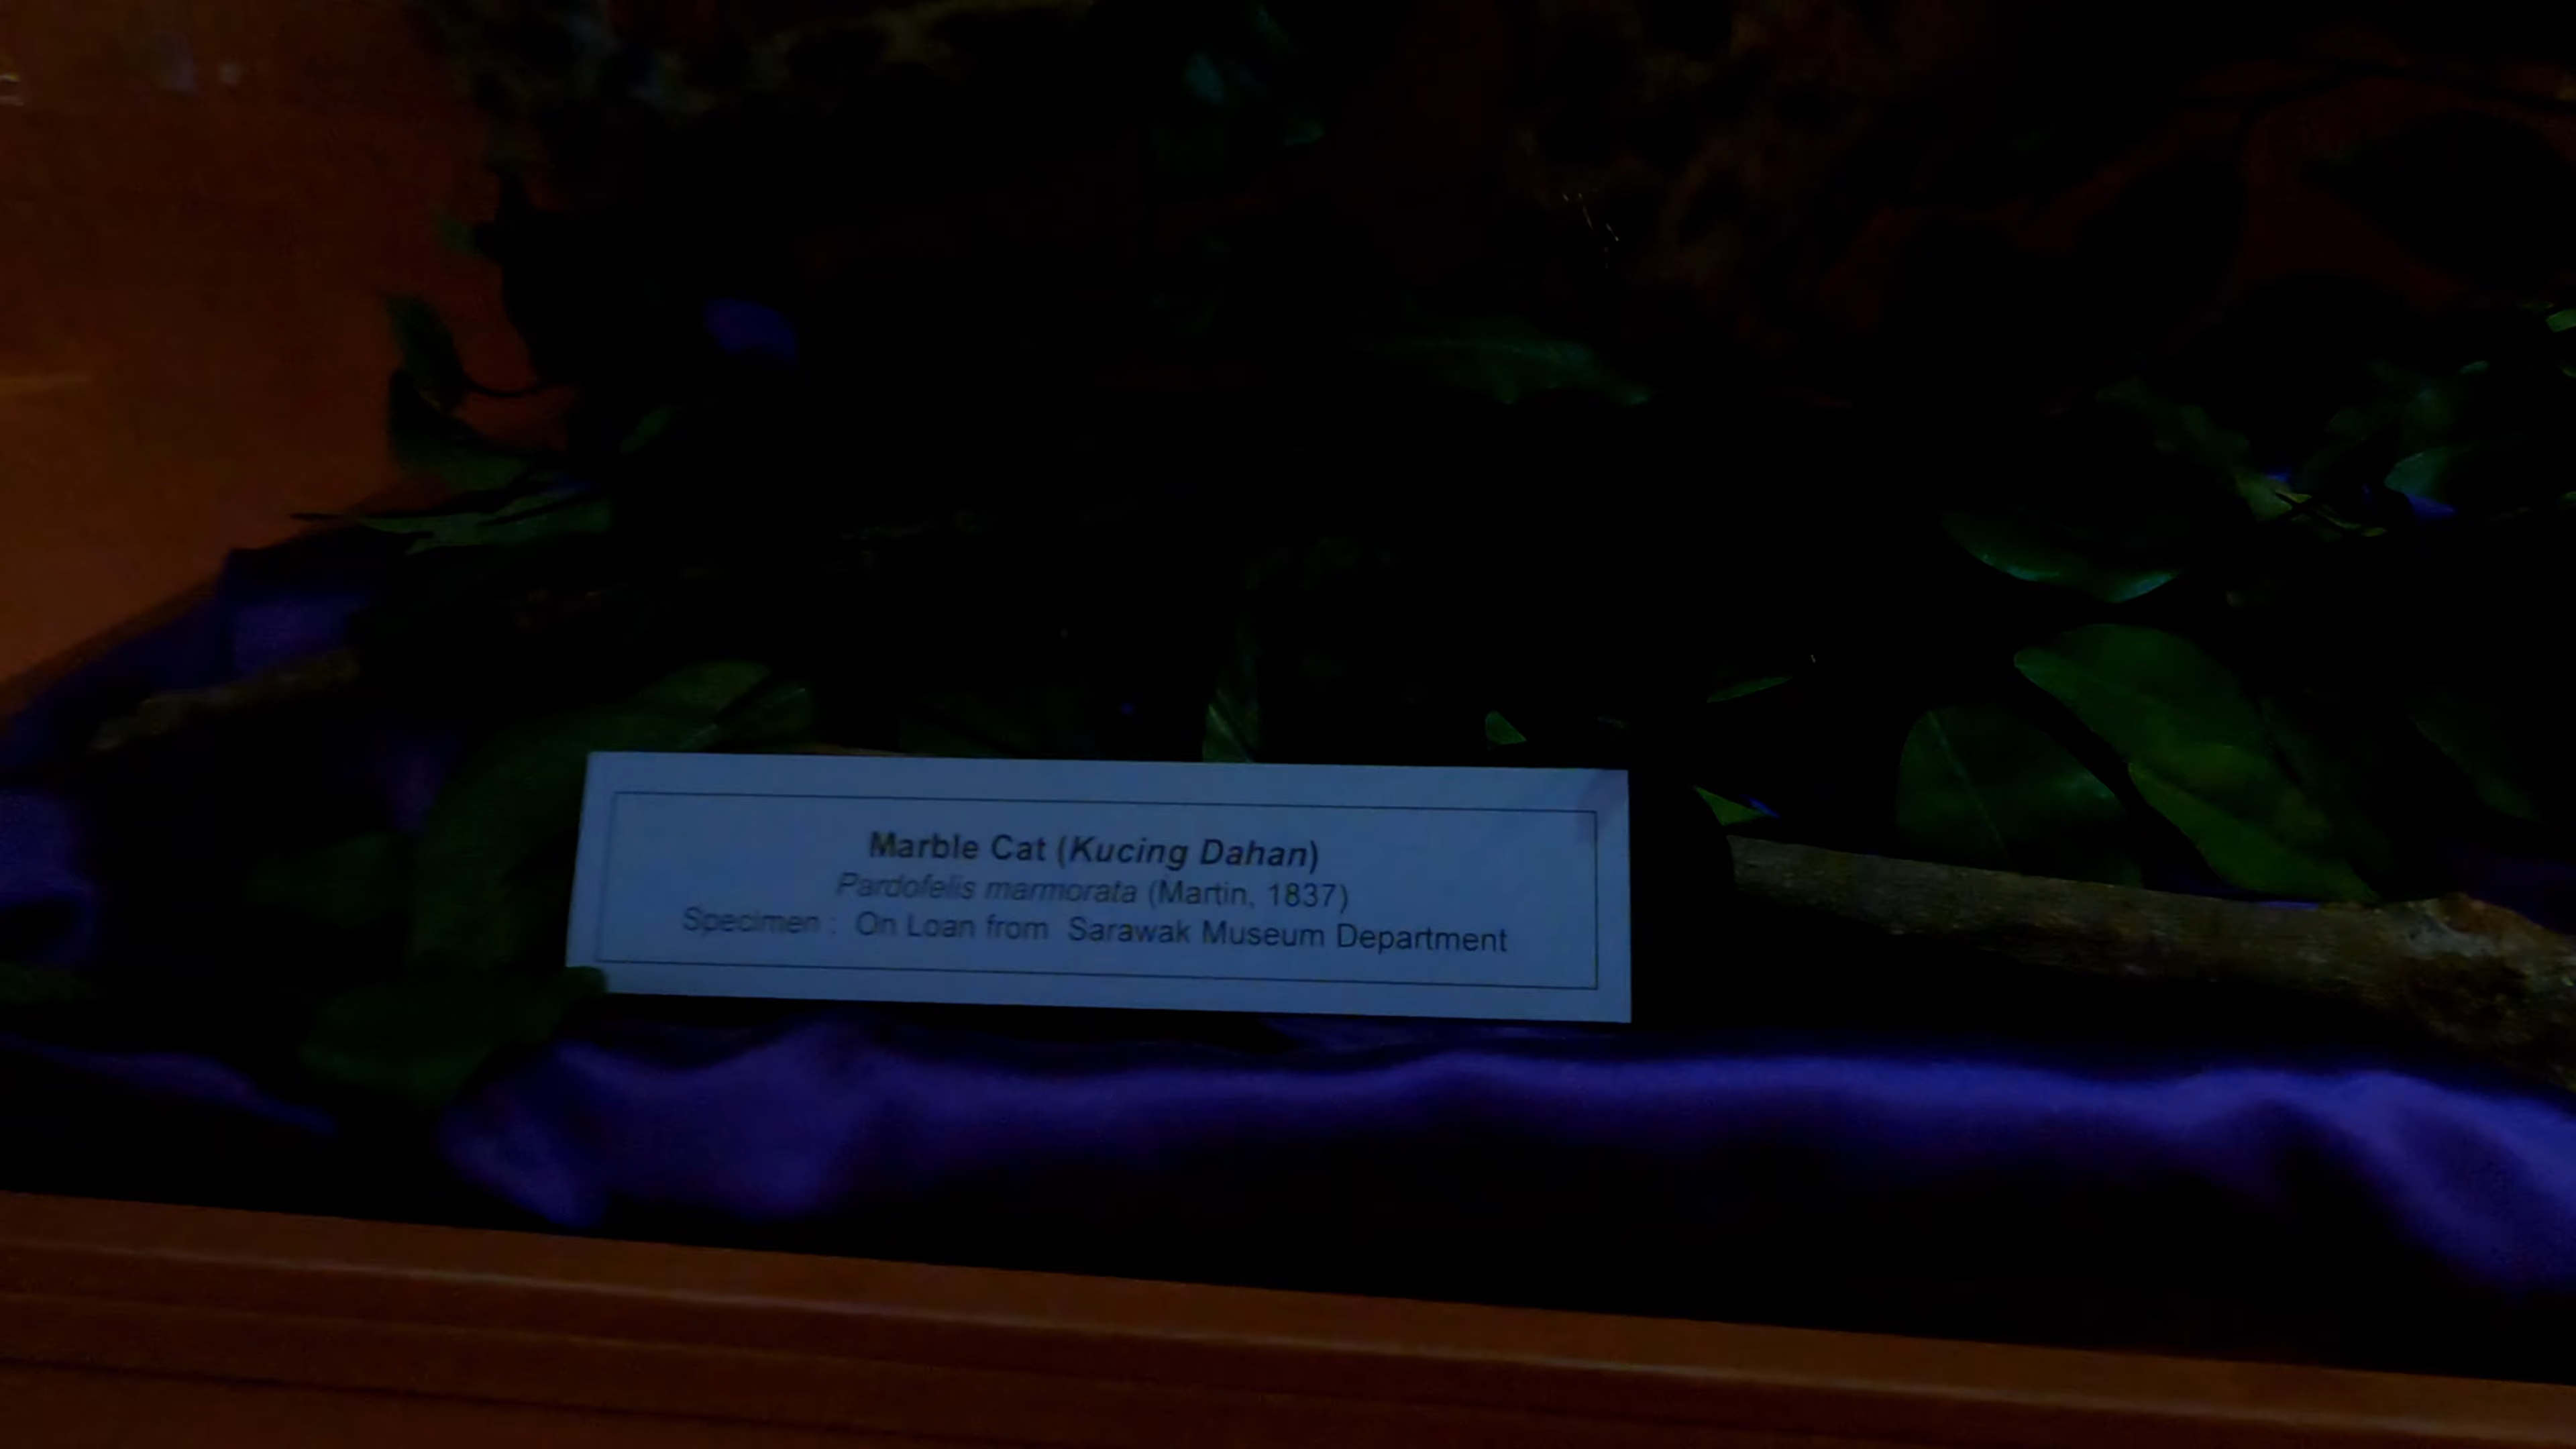 Marble Cat (Kucing Dahan)
Pardofelis marmorata (Martin, 1837)
Specimen : On Loan from Sarawak Museum Department